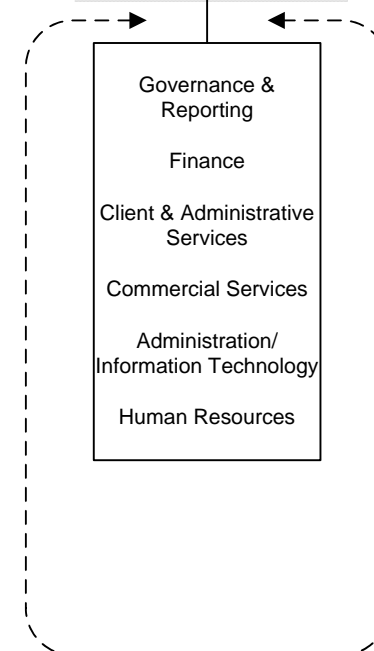 Governance &
Reporting
Finance
Client & Administrative
Services
Commercial Services
Administration/
Information Technology
Human Resources